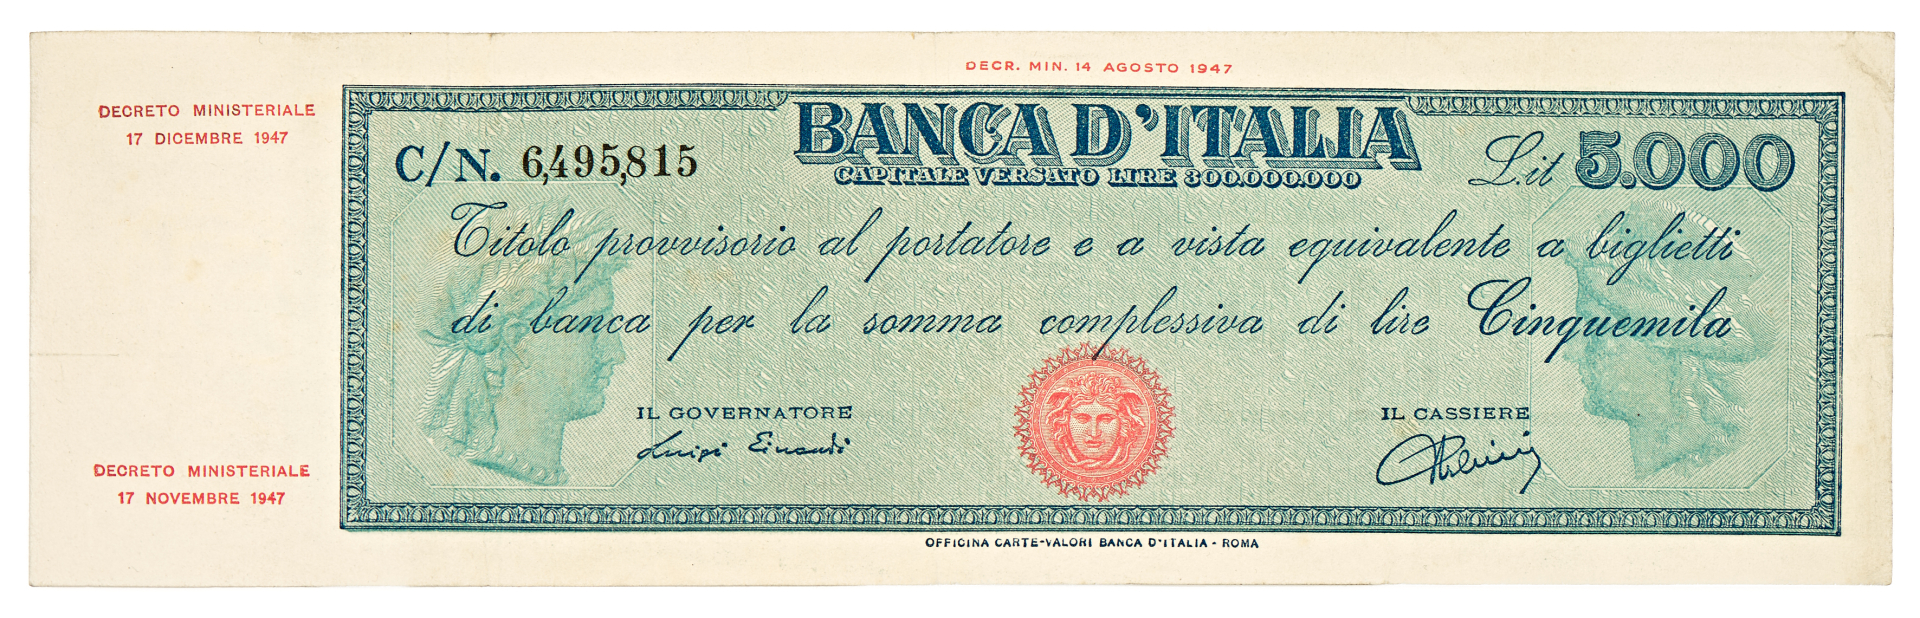 DECR. MIN. 14 AGOSTO 1947
DECRETO MINISTERIALE
17 DICEMBRE 1947
BANCA D'ITALIA
CAPITALE VERSATO LIRE 300.000.000
C/N. 6,495,815
L.it 5.000
Titolo provvisorio al portatore e a vista equivalente a biglietti
di banca per la somma complessiva di lire Cinquemila
IL GOVERNATORE
Luigi Einaudi
IL CASSIERE
DECRETO MINISTERIALE
17 NOVEMBRE 1947
OFFICINA CARTE-VALORI BANCA D'ITALIA - ROMA